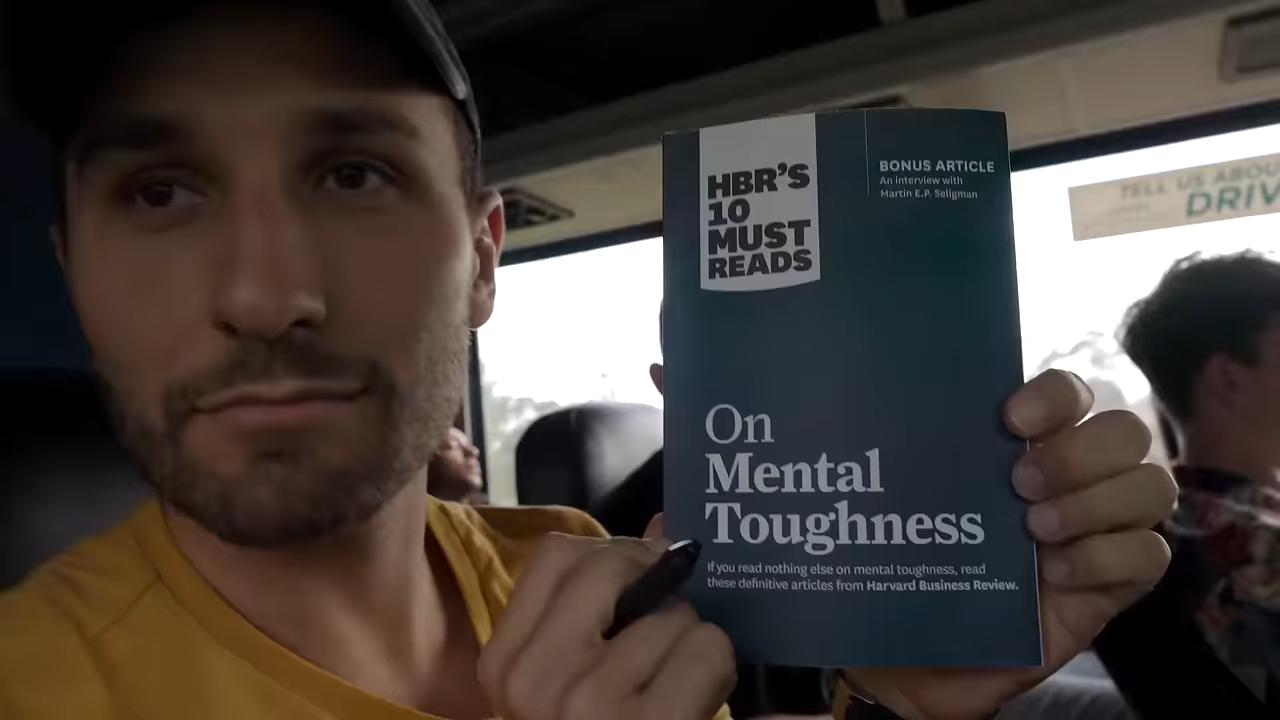 HBR'S
10
MUST
READS
BONUS ARTICLE
An interview with
Martin E.P. Seligman
On
Mental
Toughness
If you read nothing else on mental toughness, read
these definitive articles from Harvard Business Review.
TELL US ABOU
DRIV